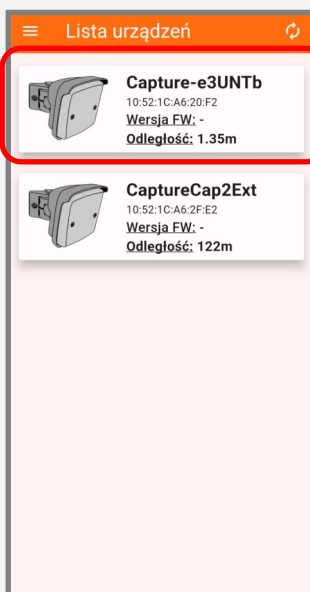 Lista urządzeń
Capture-e3UNTb
10:52:1C:A6:20:F2
Wersja FW: -
Odległość: 1.35m
CaptureCap2Ext
10:52:1C:A6:2F:E2
Wersja FW: -
Odległość: 122m